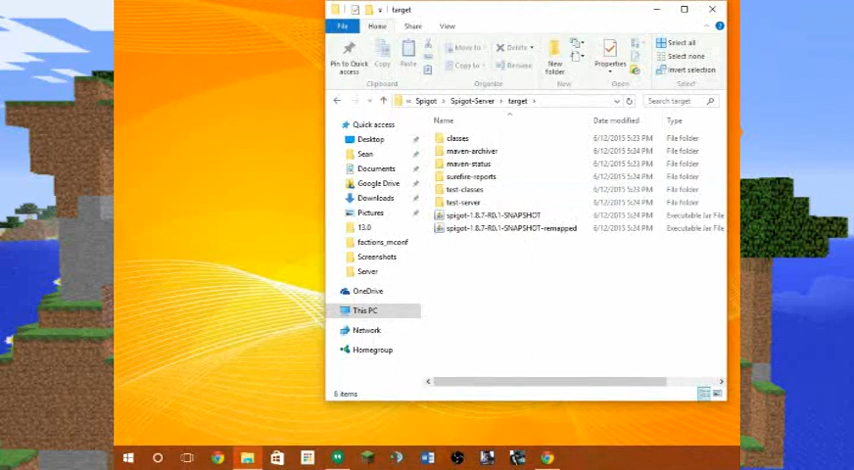 target
File Home Share View
Pin to Quick access
Copy
Paste
Move to
Copy to
Delete
Rename
New folder
Properties
Select all
Select none
Invert selection
Clipboard Organize New Open Select
« Spigot > Spigot-Server > target > Search target
Name Date modified Type
Quick access
Desktop
Sean
Documents
Google Drive
Downloads
Pictures
13.0
factions_mconf
Screenshots
Server
OneDrive
This PC
Network
Homegroup
classes 6/12/2015 5:23 PM File folder
maven-archiver 6/12/2015 5:24 PM File folder
maven-status 6/12/2015 5:23 PM File folder
surefire-reports 6/12/2015 5:24 PM File folder
test-classes 6/12/2015 5:23 PM File folder
test-server 6/12/2015 5:24 PM File folder
spigot-1.8.7-R0.1-SNAPSHOT 6/12/2015 5:24 PM Executable Jar File
spigot-1.8.7-R0.1-SNAPSHOT-remapped 6/12/2015 5:24 PM Executable Jar File
8 items